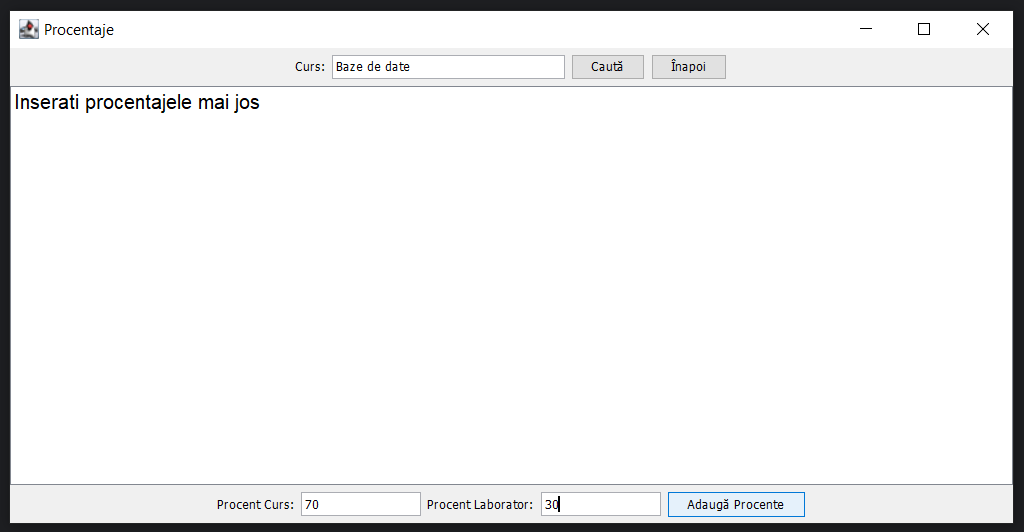 Procentaje
Curs: Baze de date Caută Înapoi
Inserati procentajele mai jos
Procent Curs: 70 Procent Laborator: 30 Adaugă Procente